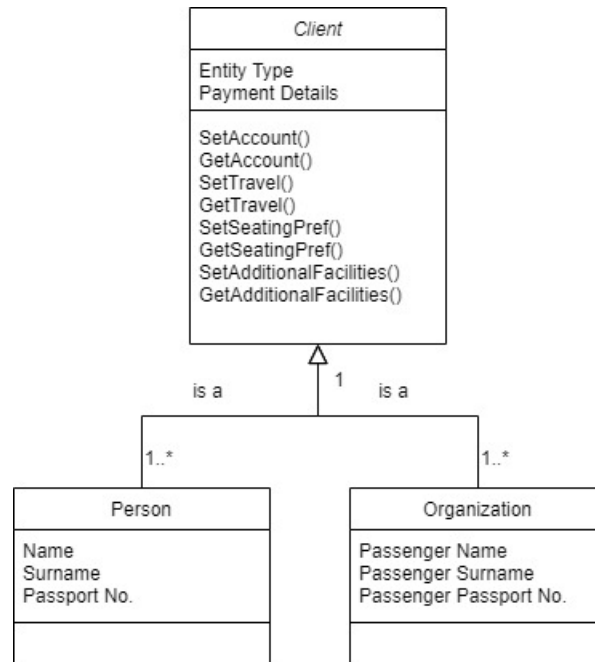 Client
Entity Type
Payment Details
SetAccount()
GetAccount()
SetTravel()
GetTravel()
SetSeatingPref()
GetSeatingPref()
SetAdditionalFacilities()
GetAdditionalFacilities()
1
is a
is a
1..*
1..*
Person
Name
Surname
Passport No.
Organization
Passenger Name
Passenger Surname
Passenger Passport No.